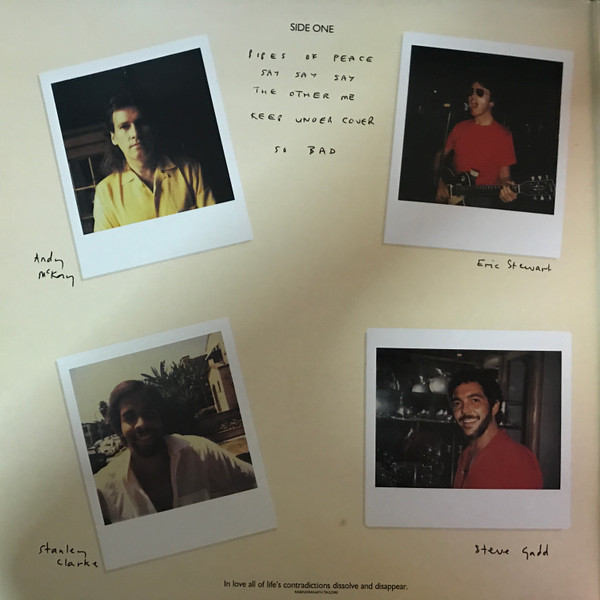 SIDE ONE
PIPES OF PEACE
SAY SAY SAY
THE OTHER ME
KEEP UNDER COVER
SO BAD
Andy
McKay
Eric Stewart
Stanley
Clarke
Steve Gadd
In love all of life's contradictions dissolve and disappear.
RABINDRANATH TAGORE